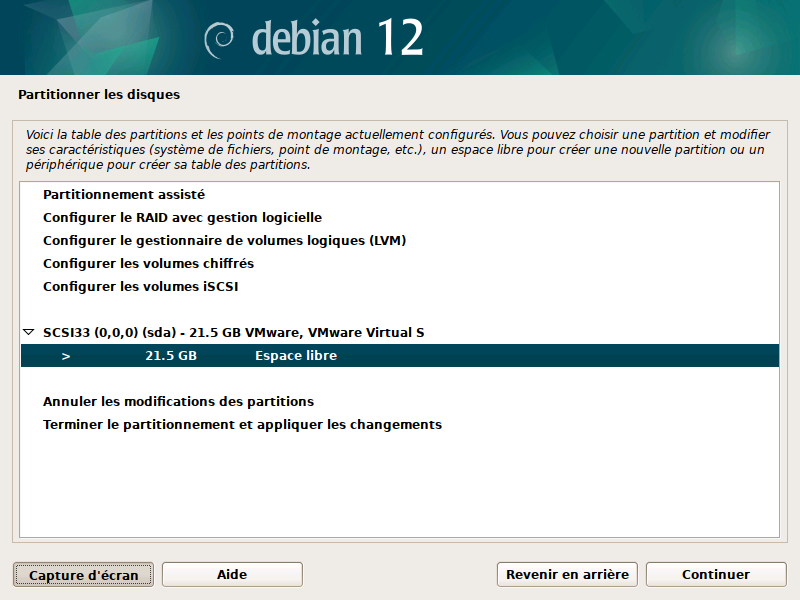 debian 12
Partitionner les disques
Voici la table des partitions et les points de montage actuellement configurés. Vous pouvez choisir une partition et modifier
ses caractéristiques (système de fichiers, point de montage, etc.), un espace libre pour créer une nouvelle partition ou un
périphérique pour créer sa table des partitions.
Partitionnement assisté
Configurer le RAID avec gestion logicielle
Configurer le gestionnaire de volumes logiques (LVM)
Configurer les volumes chiffrés
Configurer les volumes iSCSI
SCSI33 (0,0,0) (sda) - 21.5 GB VMware, VMware Virtual S
> 21.5 GB Espace libre
Annuler les modifications des partitions
Terminer le partitionnement et appliquer les changements
Capture d'écran Aide Revenir en arrière Continuer